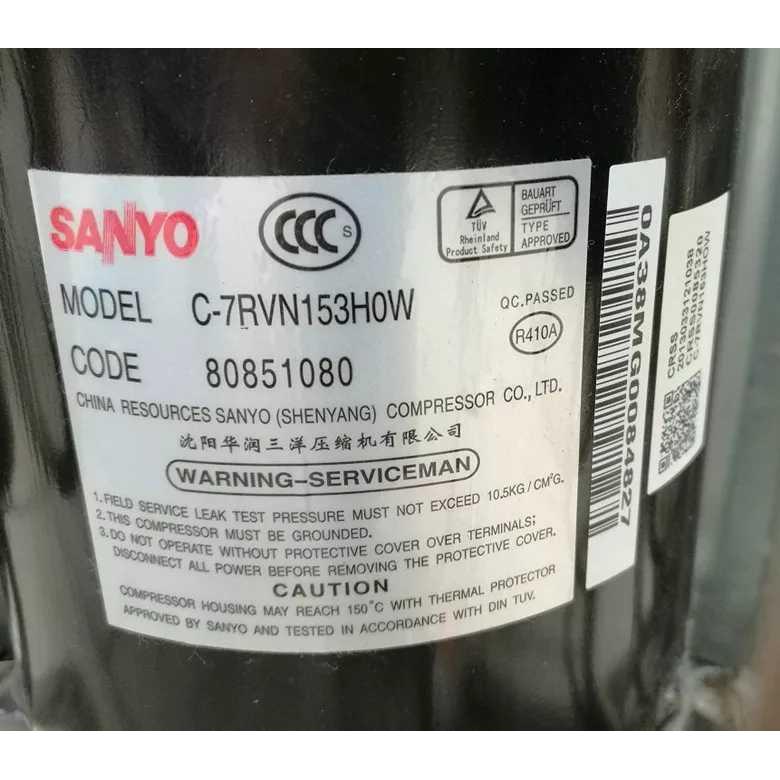 SANYO
CCC S
TÜV
Rheinland
Product Safety
BAUART
GEPRÜFT
TYPE
APPROVED
MODEL C-7RVN153H0W
QC.PASSED
R410A
CODE 80851080
CHINA RESOURCES SANYO (SHENYANG) COMPRESSOR CO., LTD.
沈阳华润三洋压缩机有限公司
WARNING-SERVICEMAN
1. FIELD SERVICE LEAK TEST PRESSURE MUST NOT EXCEED 10.5KG/CM²G.
2. THIS COMPRESSOR MUST BE GROUNDED.
3. DO NOT OPERATE WITHOUT PROTECTIVE COVER OVER TERMINALS;
DISCONNECT ALL POWER BEFORE REMOVING THE PROTECTIVE COVER.
CAUTION
COMPRESSOR HOUSING MAY REACH 150°C WITH THERMAL PROTECTOR
APPROVED BY SANYO AND TESTED IN ACCORDANCE WITH DIN TUV.
0A38MG0084827
CRSS
2013033121038
CRSS0085320
C-7RVN153H0W